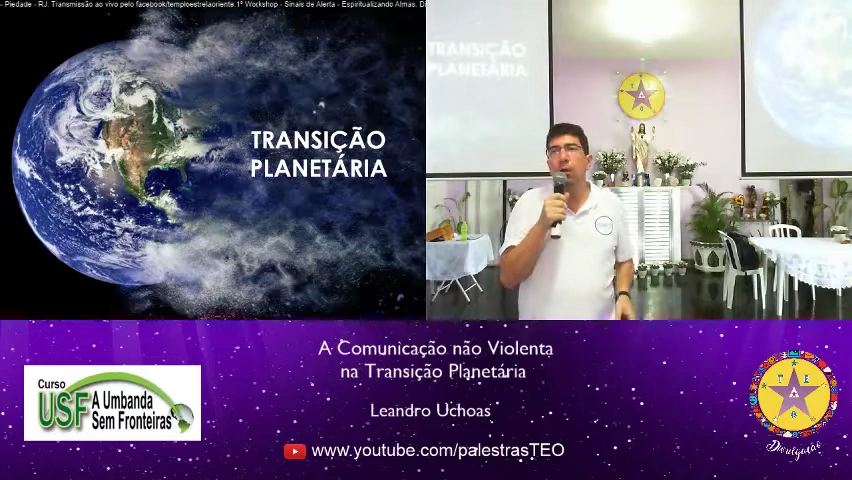 - Piedade - RJ. Transmissão ao vivo pelo facebook/temploestrelaoriente.1º Workshop - Sinais de Alerta - Espiritualizando Almas. Di
TRANSIÇÃO
PLANETÁRIA
TRANSIÇÃO
PLANETÁRIA
A Comunicação não Violenta
na Transição Planetária
Leandro Uchoas
www.youtube.com/palestrasTEO
Curso
USF A Umbanda
Sem Fronteiras
T E
Divulgação